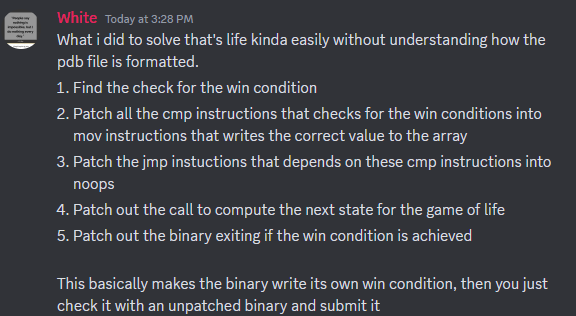 White Today at 3:28 PM
What i did to solve that's life kinda easily without understanding how the
pdb file is formatted.
1. Find the check for the win condition
2. Patch all the cmp instructions that checks for the win conditions into
mov instructions that writes the correct value to the array
3. Patch the jmp instuctions that depends on these cmp instructions into
noops
4. Patch out the call to compute the next state for the game of life
5. Patch out the binary exiting if the win condition is achieved
This basically makes the binary write its own win condition, then you just
check it with an unpatched binary and submit it